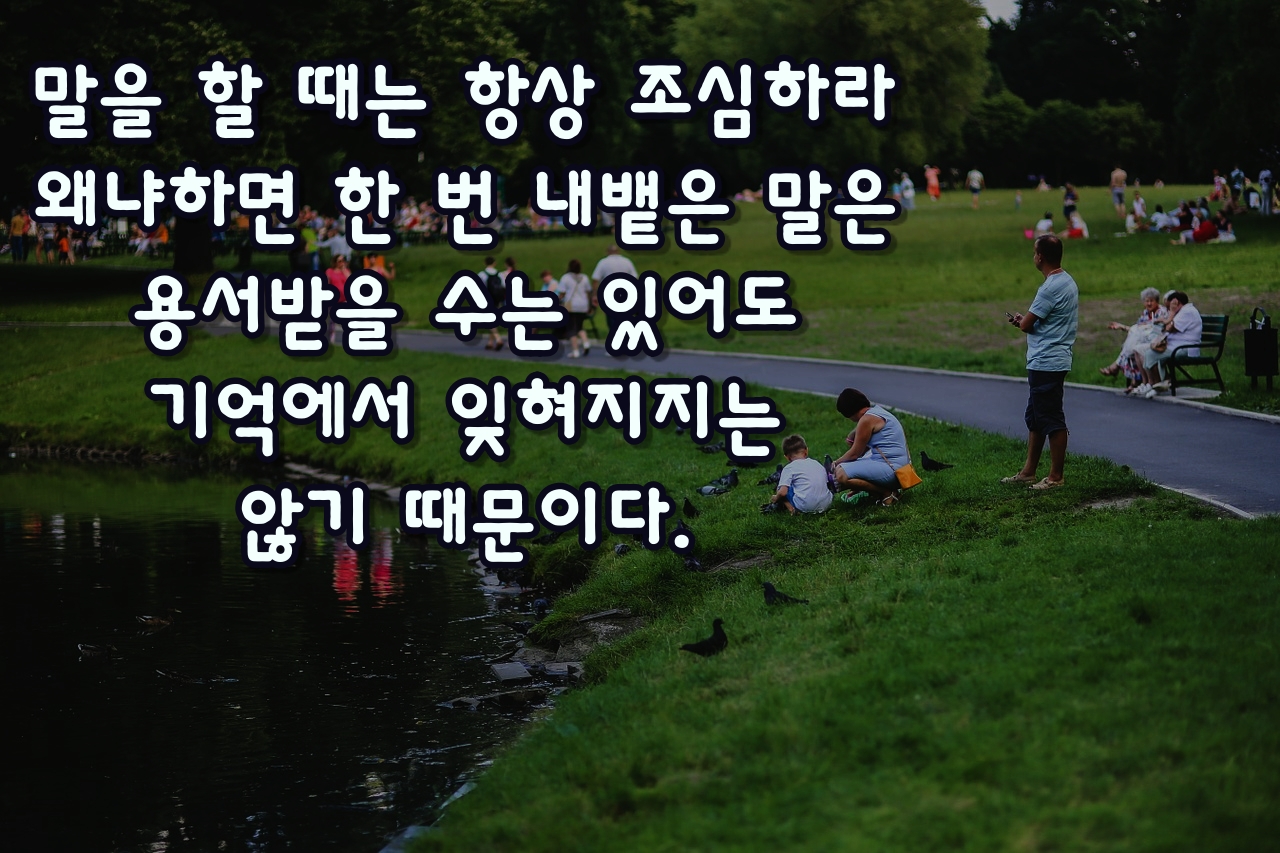 말을 할 때는 항상 조심하라
왜냐하면 한 번 내뱉은 말은
용서받을 수는 있어도
기억에서 잊혀지지는
않기 때문이다.